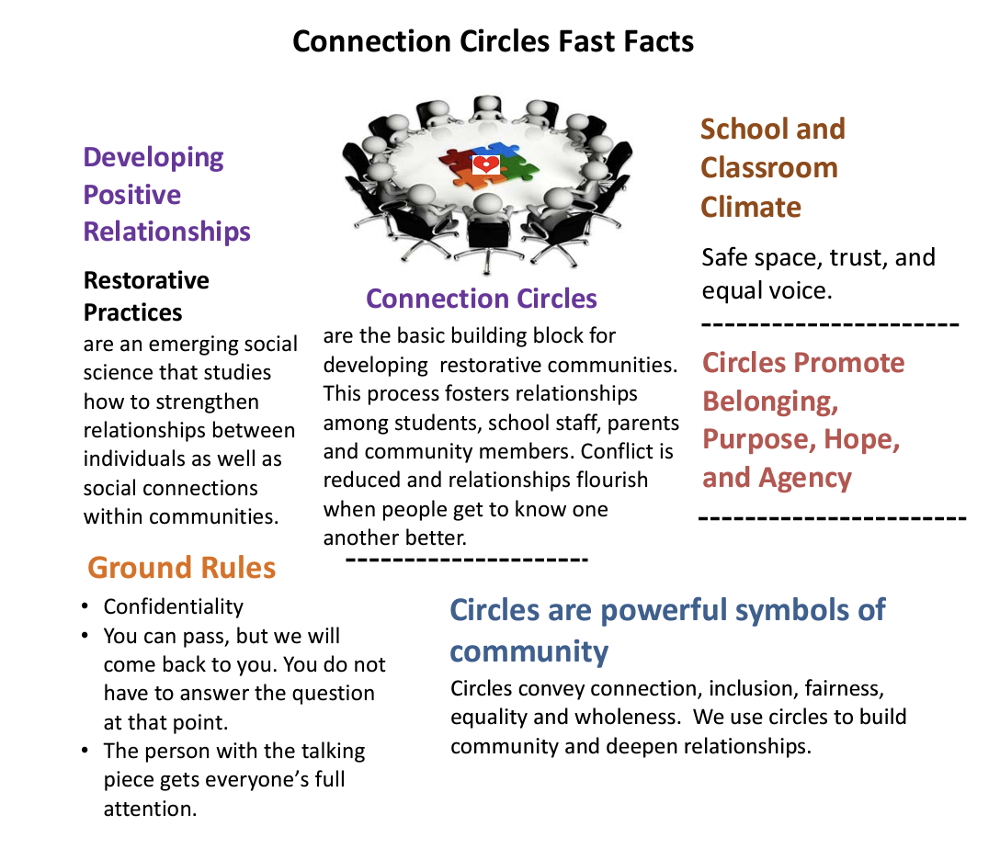 Connection Circles Fast Facts
Developing
Positive
Relationships
Restorative
Practices
are an emerging social
science that studies
how to strengthen
relationships between
individuals as well as
social connections
within communities.
Ground Rules
• Confidentiality
• You can pass, but we will
come back to you. You do not
have to answer the question
at that point.
• The person with the talking
piece gets everyone’s full
attention.
Connection Circles
are the basic building block for
developing  restorative communities.
This process fosters relationships
among students, school staff, parents
and community members. Conflict is
reduced and relationships flourish
when people get to know one
another better.
School and
Classroom
Climate
Safe space, trust, and
equal voice.
Circles Promote
Belonging,
Purpose, Hope,
and Agency
Circles are powerful symbols of
community
Circles convey connection, inclusion, fairness,
equality and wholeness.  We use circles to build
community and deepen relationships.